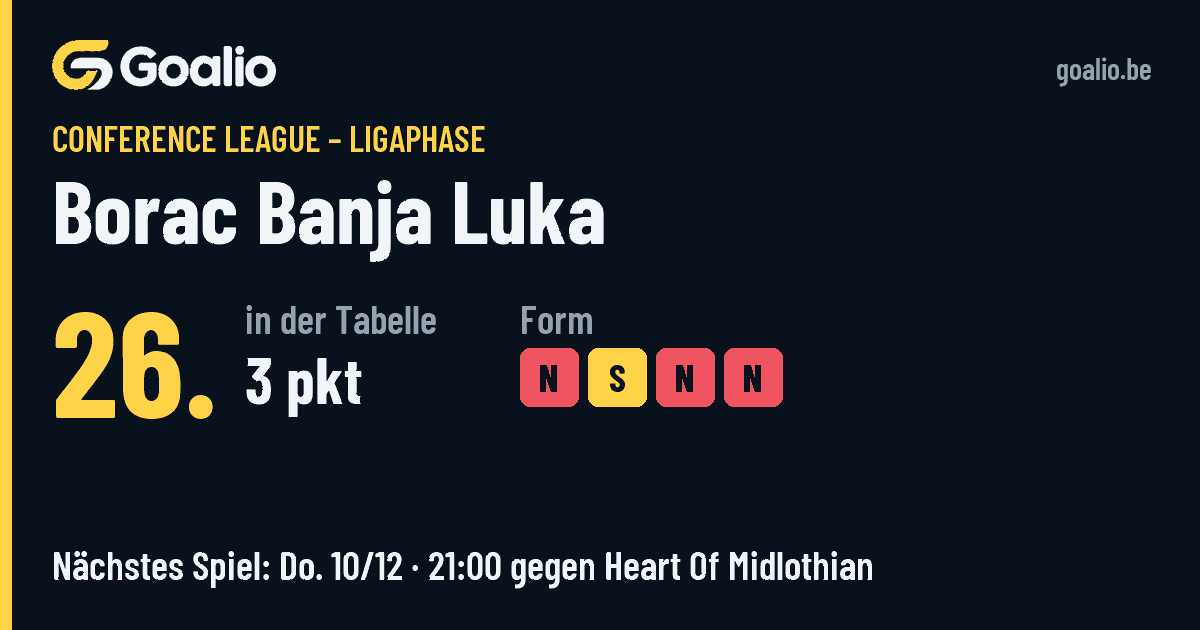 Goalio
goalio.be
CONFERENCE LEAGUE – LIGAPHASE
Borac Banja Luka
26.
in der Tabelle
3 pkt
Form
N S N N
Nächstes Spiel: Do. 10/12 · 21:00 gegen Heart Of Midlothian